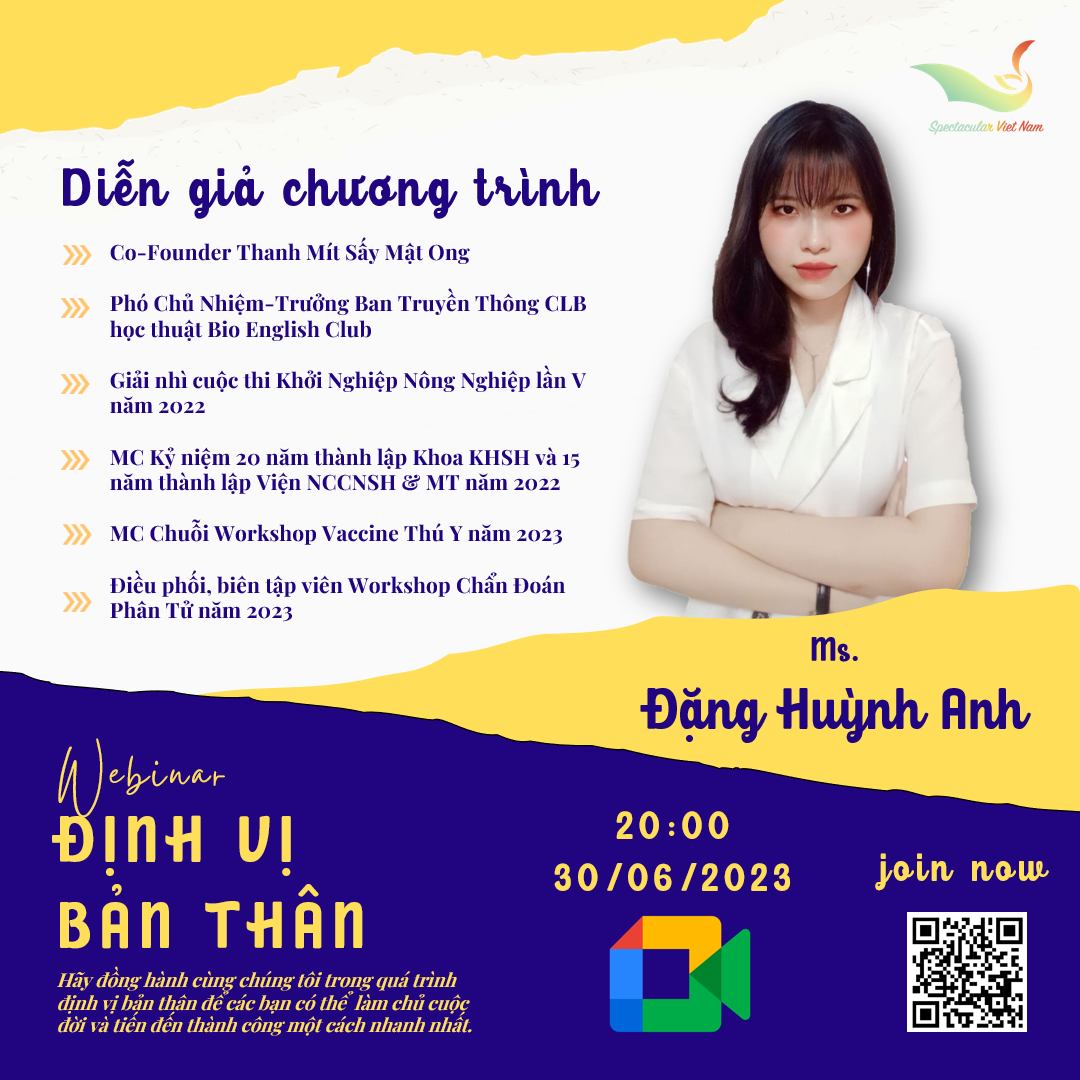 Spectacular Viet Nam
Diễn giả chương trình
Co-Founder Thanh Mít Sấy Mật Ong
Phó Chủ Nhiệm-Trưởng Ban Truyền Thông CLB
học thuật Bio English Club
Giải nhì cuộc thi Khởi Nghiệp Nông Nghiệp lần V
năm 2022
MC Kỷ niệm 20 năm thành lập Khoa KHSH và 15
năm thành lập Viện NCCNSH & MT năm 2022
MC Chuỗi Workshop Vaccine Thú Y năm 2023
Điều phối, biên tập viên Workshop Chẩn Đoán
Phân Tử năm 2023
Ms.
Đặng Huỳnh Anh
Webinar
ĐỊNH VỊ
BẢN THÂN
Hãy đồng hành cùng chúng tôi trong quá trình
định vị bản thân để các bạn có thể làm chủ cuộc
đời và tiến đến thành công một cách nhanh nhất.
20:00
30/06/2023
join now